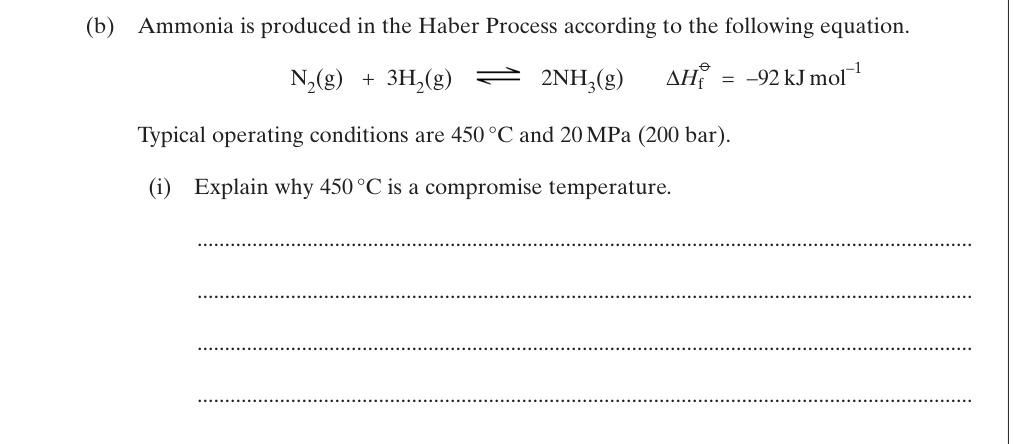 (b) Ammonia is produced in the Haber Process according to the following equation.
N₂(g) + 3H₂(g) ⇌ 2NH₃(g) ΔH_f^⦵ = –92 kJ mol⁻¹
Typical operating conditions are 450 °C and 20 MPa (200 bar).
(i) Explain why 450 °C is a compromise temperature.